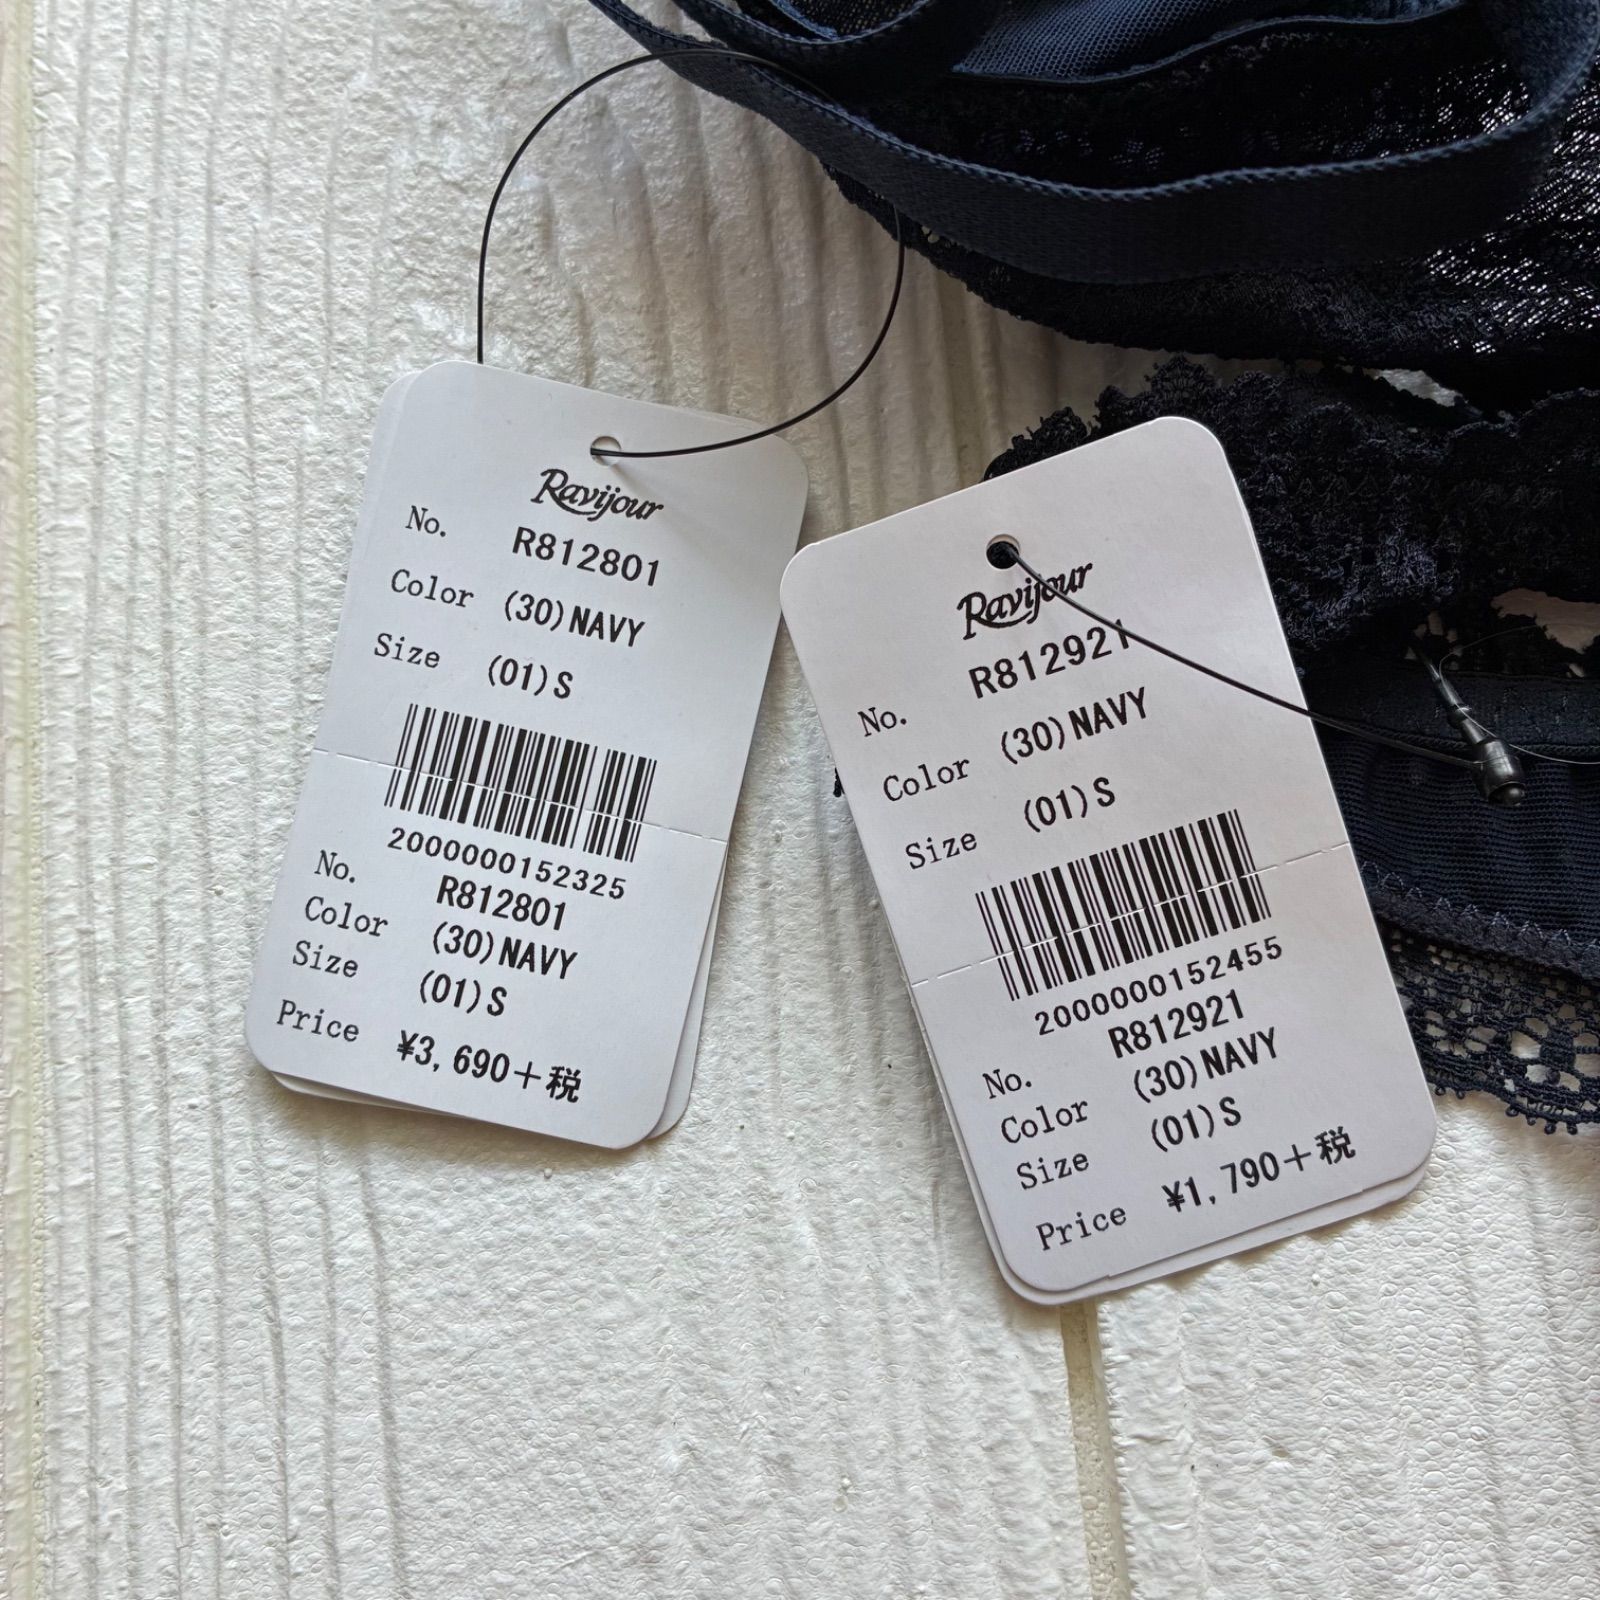 Ravijour
No. R812801
Color (30)NAVY
Size (01)S
2000000152325
No. R812801
Color (30)NAVY
Size (01)S
Price ¥3,690+税
Ravijour
No. R812921
Color (30)NAVY
Size (01)S
2000000152455
No. R812921
Color (30)NAVY
Size (01)S
Price ¥1,790+税